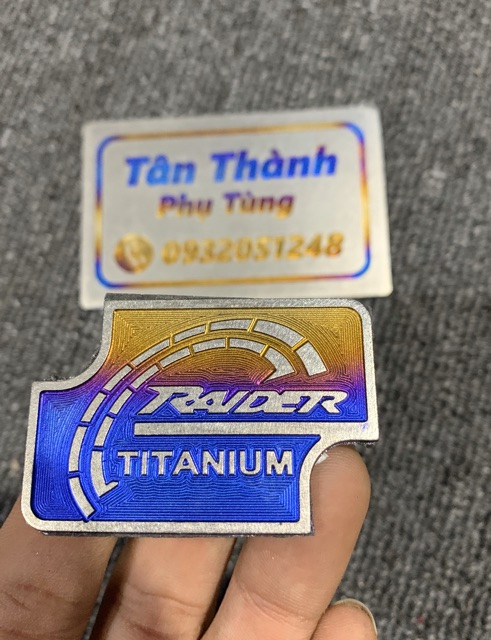 Tân Thành
Phụ Tùng
0932051248
RAIDER
TITANIUM